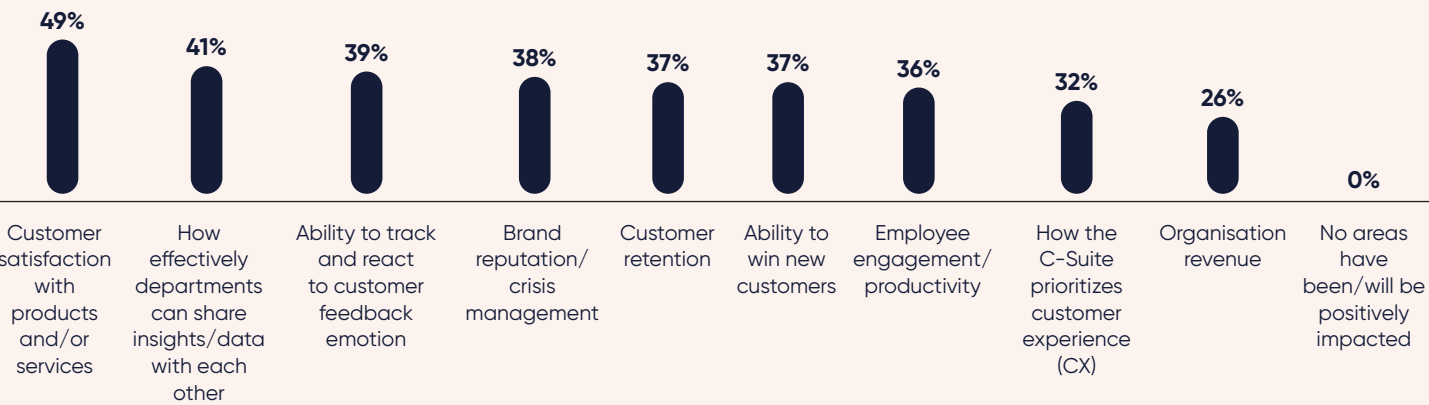 49%
41%
39%
38%
37%
37%
36%
32%
26%
0%
Customer
satisfaction
with
products
and/or
services
How
effectively
departments
can share
insights/data
with each
other
Ability to track
and react
to customer
feedback
emotion
Brand
reputation/
crisis
management
Customer
retention
Ability to
win new
customers
Employee
engagement/
productivity
How the
C-Suite
prioritizes
customer
experience
(CX)
Organisation
revenue
No areas
have
been/will be
positively
impacted